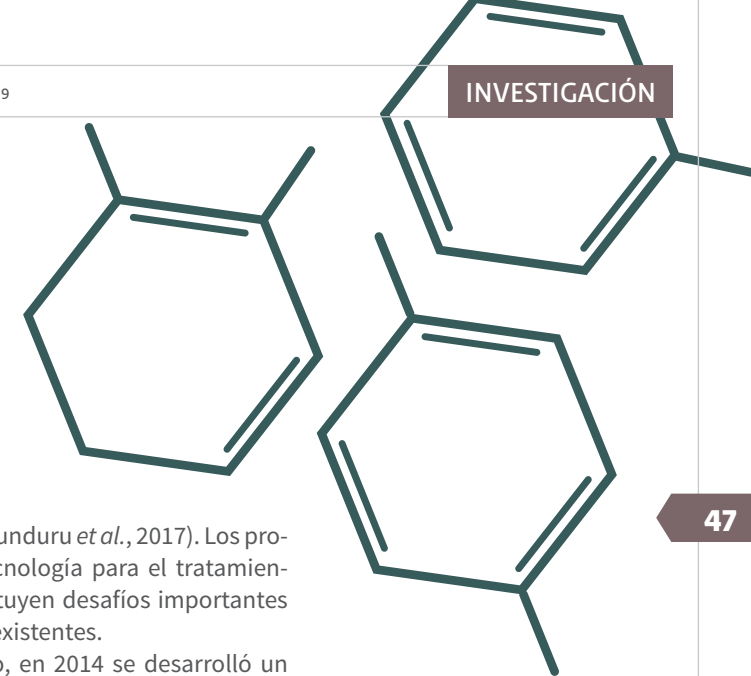 9
INVESTIGACIÓN
47
unduru et al., 2017). Los pro-
cnología para el tratamien-
tuyen desafíos importantes
existentes.
o, en 2014 se desarrolló un